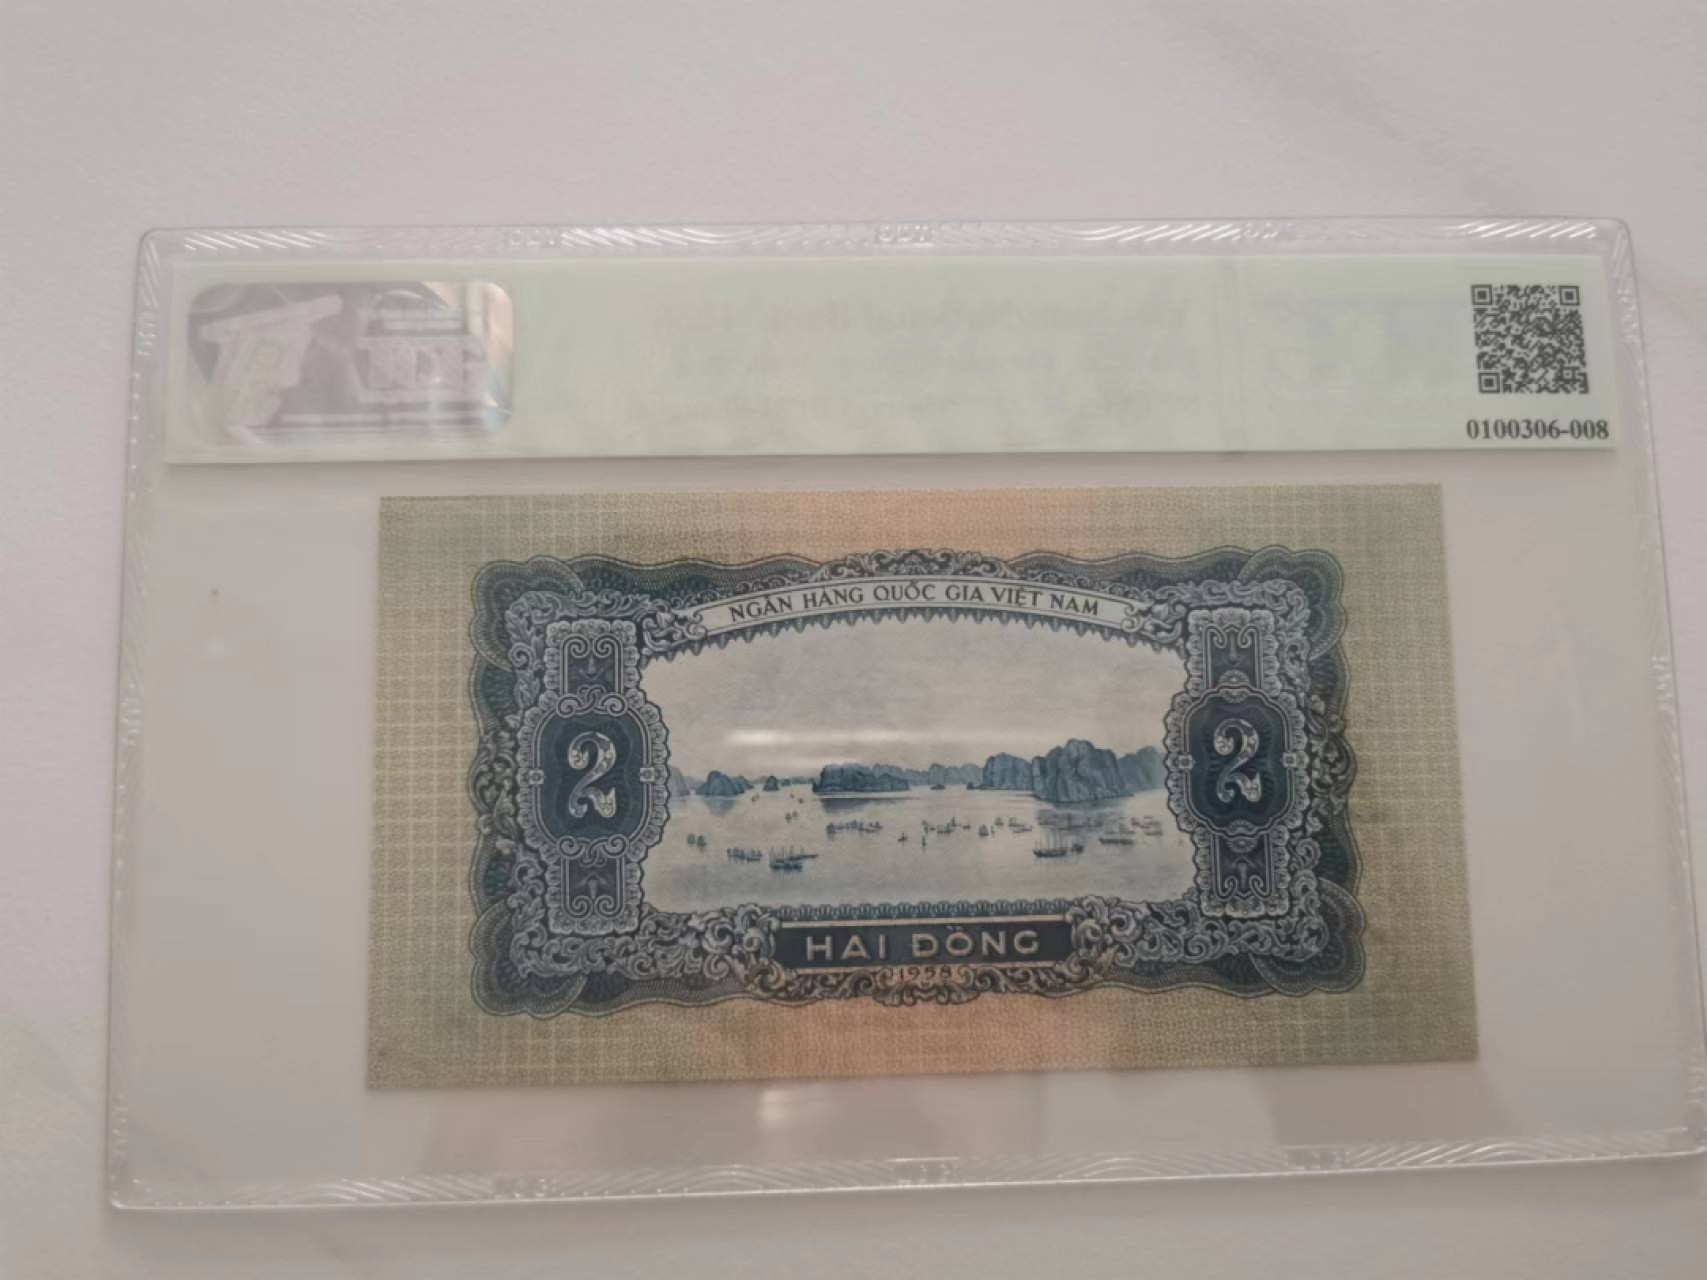 0100306-008
NGÂN HÀNG QUỐC GIA VIỆT NAM
2
2
HAI ĐỒNG
1958